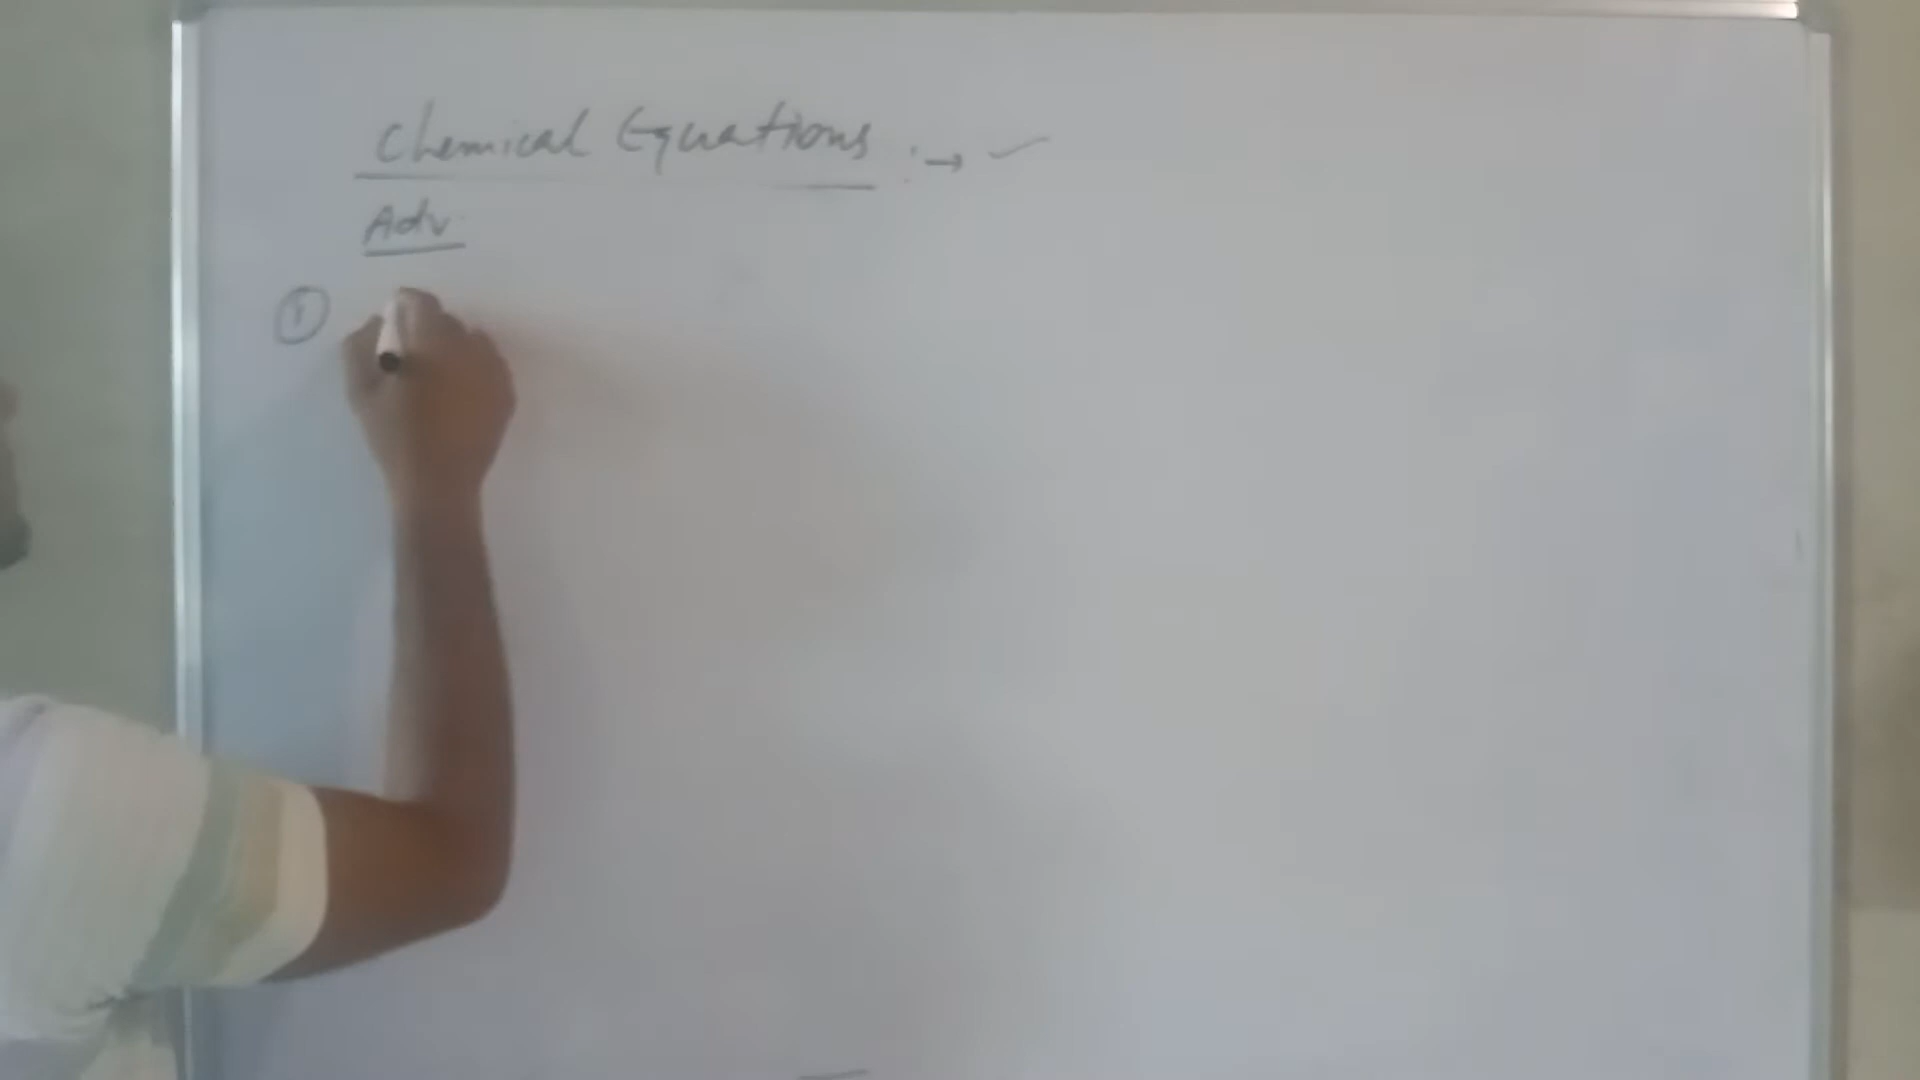 Chemical Equations :→ ✓
Adv
①